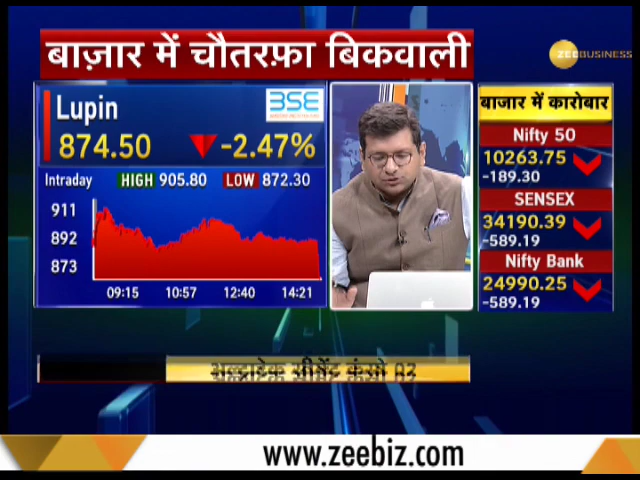 बाज़ार में चौतरफ़ा बिकवाली
ZEE BUSINESS
Lupin
BSE
874.50 -2.47%
Intraday HIGH 905.80 LOW 872.30
911
892
873
09:15 10:57 12:40 14:21
बाजार में कारोबार
Nifty 50
10263.75
-189.30
SENSEX
34190.39
-589.19
Nifty Bank
24990.25
-589.19
www.zeebiz.com